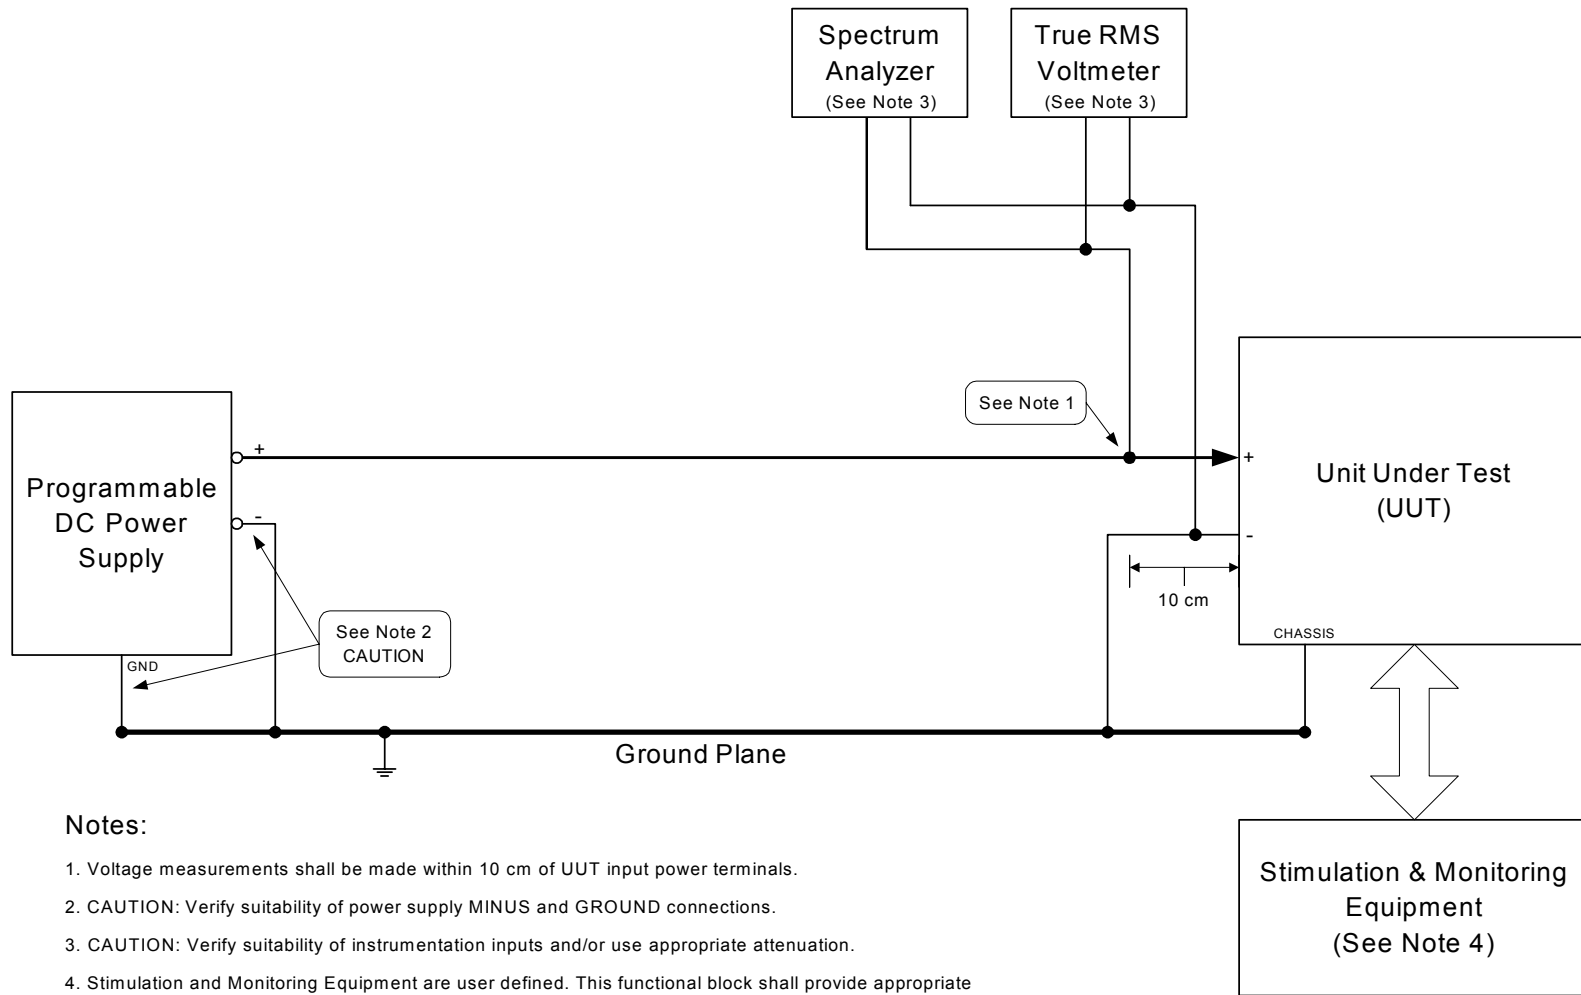 Spectrum
Analyzer
(See Note 3)
True RMS
Voltmeter
(See Note 3)
See Note 1
Programmable
DC Power
Supply
+
-
GND
See Note 2
CAUTION
+
-
Unit Under Test
(UUT)
10 cm
CHASSIS
Ground Plane
Stimulation & Monitoring
Equipment
(See Note 4)
Notes:
1. Voltage measurements shall be made within 10 cm of UUT input power terminals.
2. CAUTION: Verify suitability of power supply MINUS and GROUND connections.
3. CAUTION: Verify suitability of instrumentation inputs and/or use appropriate attenuation.
4. Stimulation and Monitoring Equipment are user defined. This functional block shall provide appropriate